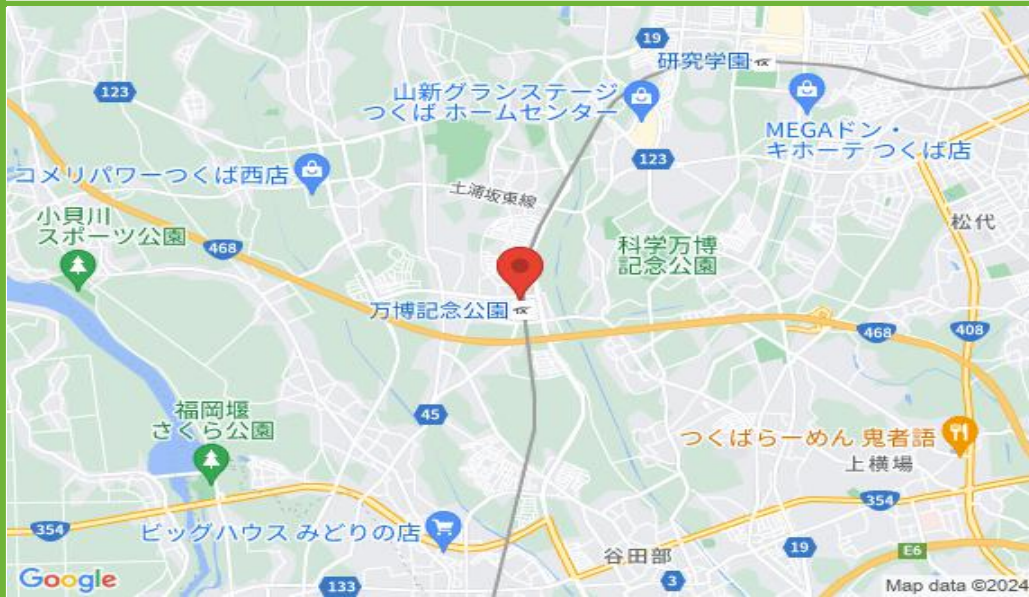 19
研究学園
123
山新グランステージ
つくば ホームセンター
MEGAドン・
キホーテ つくば店
123
コメリパワーつくば西店
土浦坂東線
小貝川
スポーツ公園
松代
468
科学万博
記念公園
万博記念公園
468
408
45
福岡堰
さくら公園
つくばらーめん 鬼者語
上横場
354
354
ビッグハウス みどりの店
谷田部
19
E6
Google
133
3
Map data ©2024